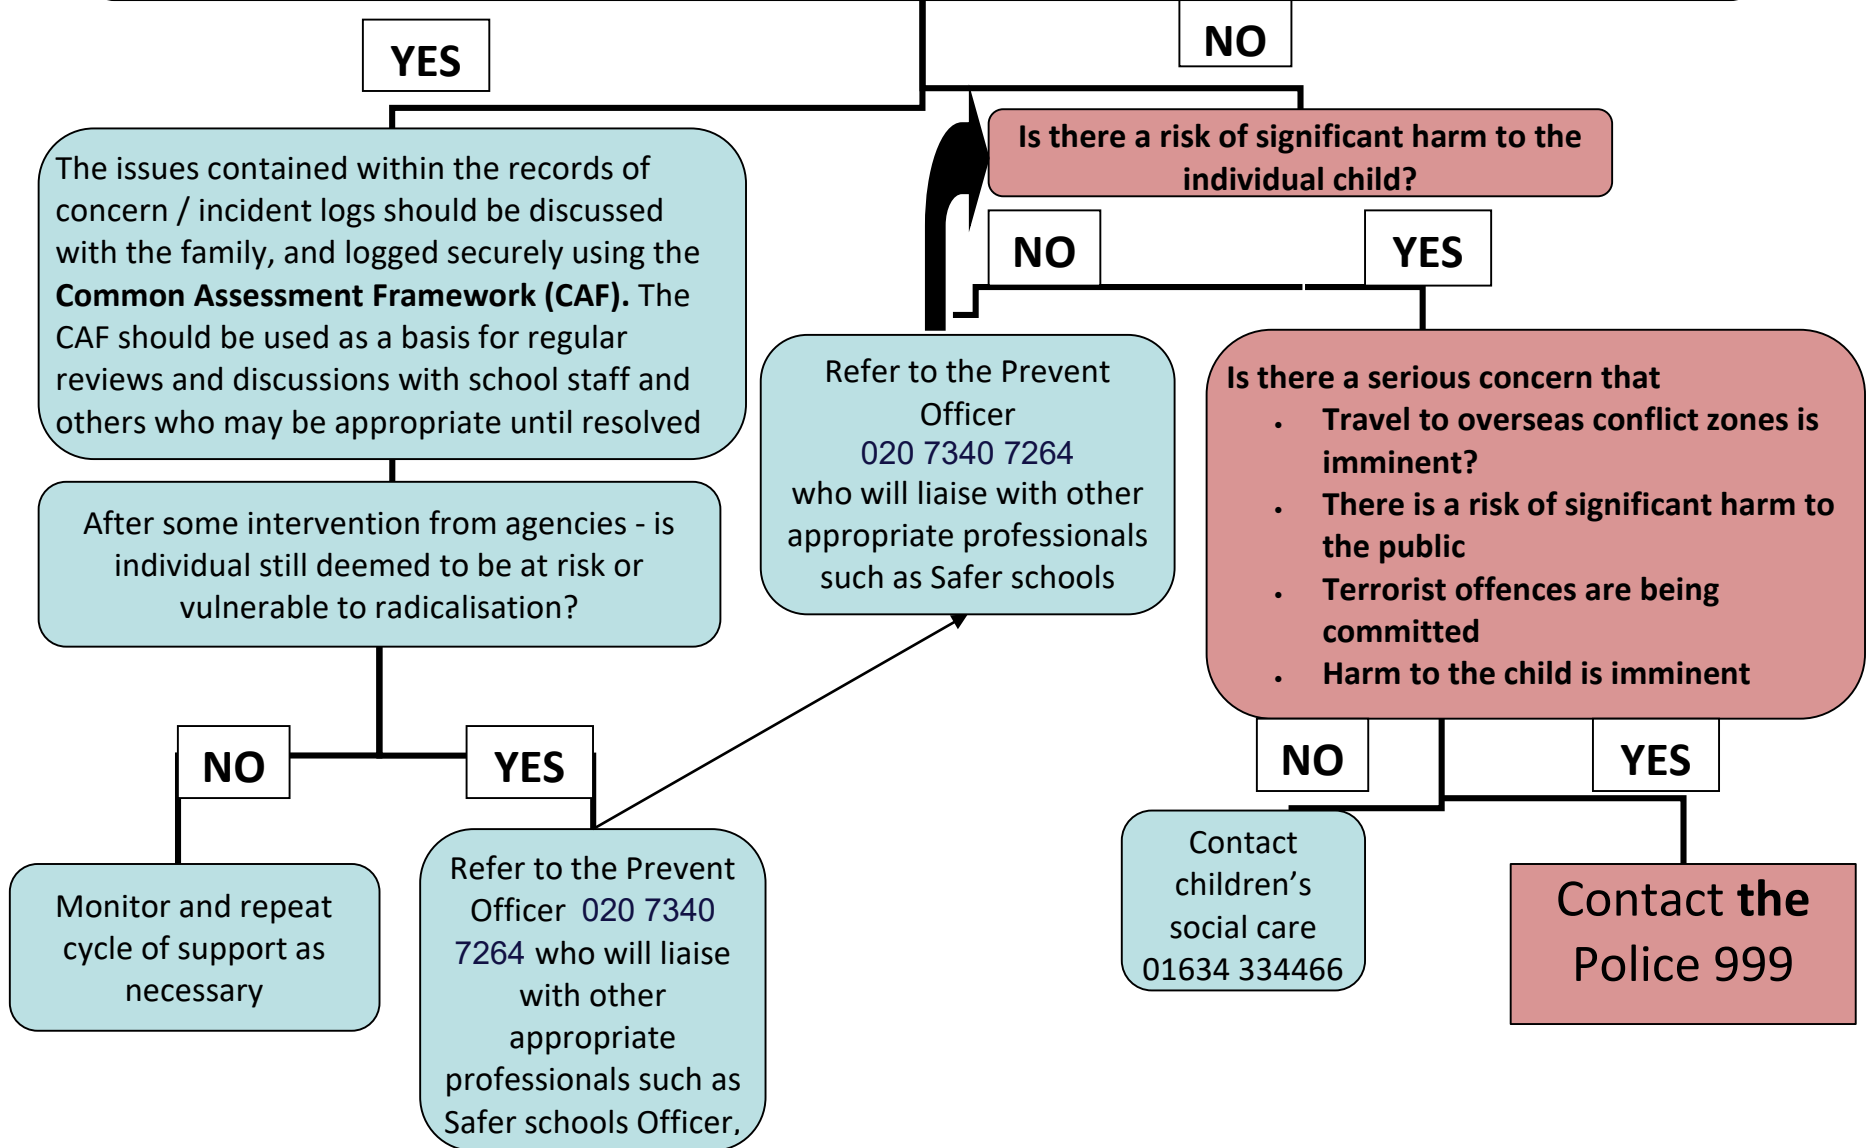 YES
NO
The issues contained within the records of
concern / incident logs should be discussed
with the family, and logged securely using the
Common Assessment Framework (CAF). The
CAF should be used as a basis for regular
reviews and discussions with school staff and
others who may be appropriate until resolved
Is there a risk of significant harm to the
individual child?
NO
YES
Refer to the Prevent
Officer
020 7340 7264
who will liaise with other
appropriate professionals
such as Safer schools
Is there a serious concern that
. Travel to overseas conflict zones is
imminent?
. There is a risk of significant harm to
the public
. Terrorist offences are being
committed
. Harm to the child is imminent
After some intervention from agencies - is
individual still deemed to be at risk or
vulnerable to radicalisation?
NO
YES
NO
YES
Monitor and repeat
cycle of support as
necessary
Refer to the Prevent
Officer 020 7340
7264 who will liaise
with other
appropriate
professionals such as
Safer schools Officer,
Contact
children’s
social care
01634 334466
Contact the
Police 999